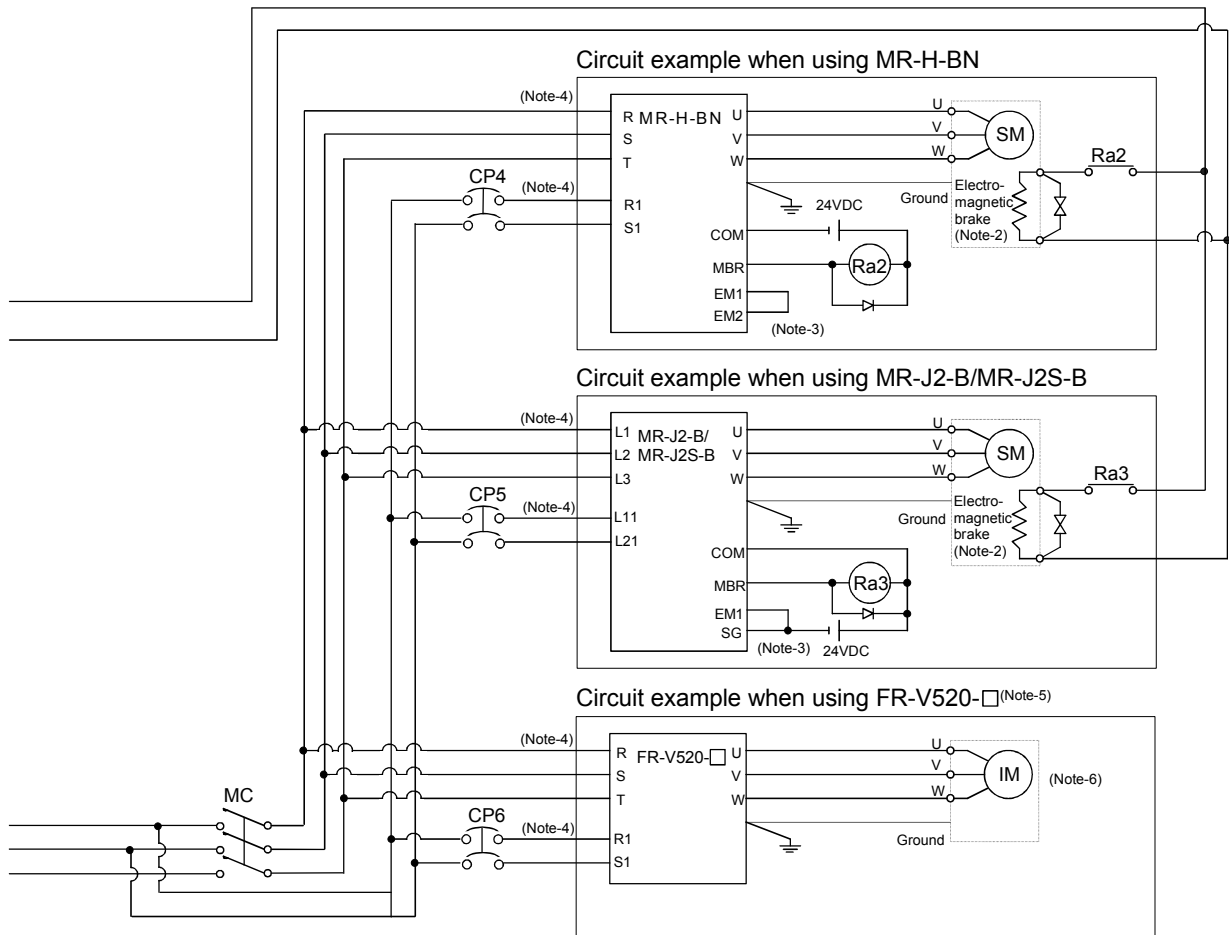 Circuit example when using MR-H-BN
(Note-4)
R MR-H-BN U
S V
T W
U
V
W
SM
Ra2
CP4
(Note-4)
R1
S1
Ground
Electro-
magnetic
brake
(Note-2)
24VDC
COM
MBR
Ra2
EM1
EM2
(Note-3)
Circuit example when using MR-J2-B/MR-J2S-B
(Note-4)
L1 MR-J2-B/ U
L2 MR-J2S-B V
L3 W
U
V
W
SM
Ra3
CP5
(Note-4)
L11
L21
Ground
Electro-
magnetic
brake
(Note-2)
COM
MBR
Ra3
EM1
SG
(Note-3)
24VDC
Circuit example when using FR-V520-□(Note-5)
(Note-4)
R FR-V520-□ U
S V
T W
U
V
W
IM
(Note-6)
MC
CP6
(Note-4)
R1
S1
Ground